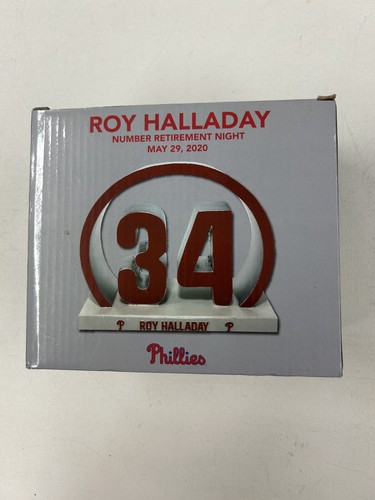 ROY HALLADAY
NUMBER RETIREMENT NIGHT
MAY 29, 2020
34
P ROY HALLADAY P
Phillies